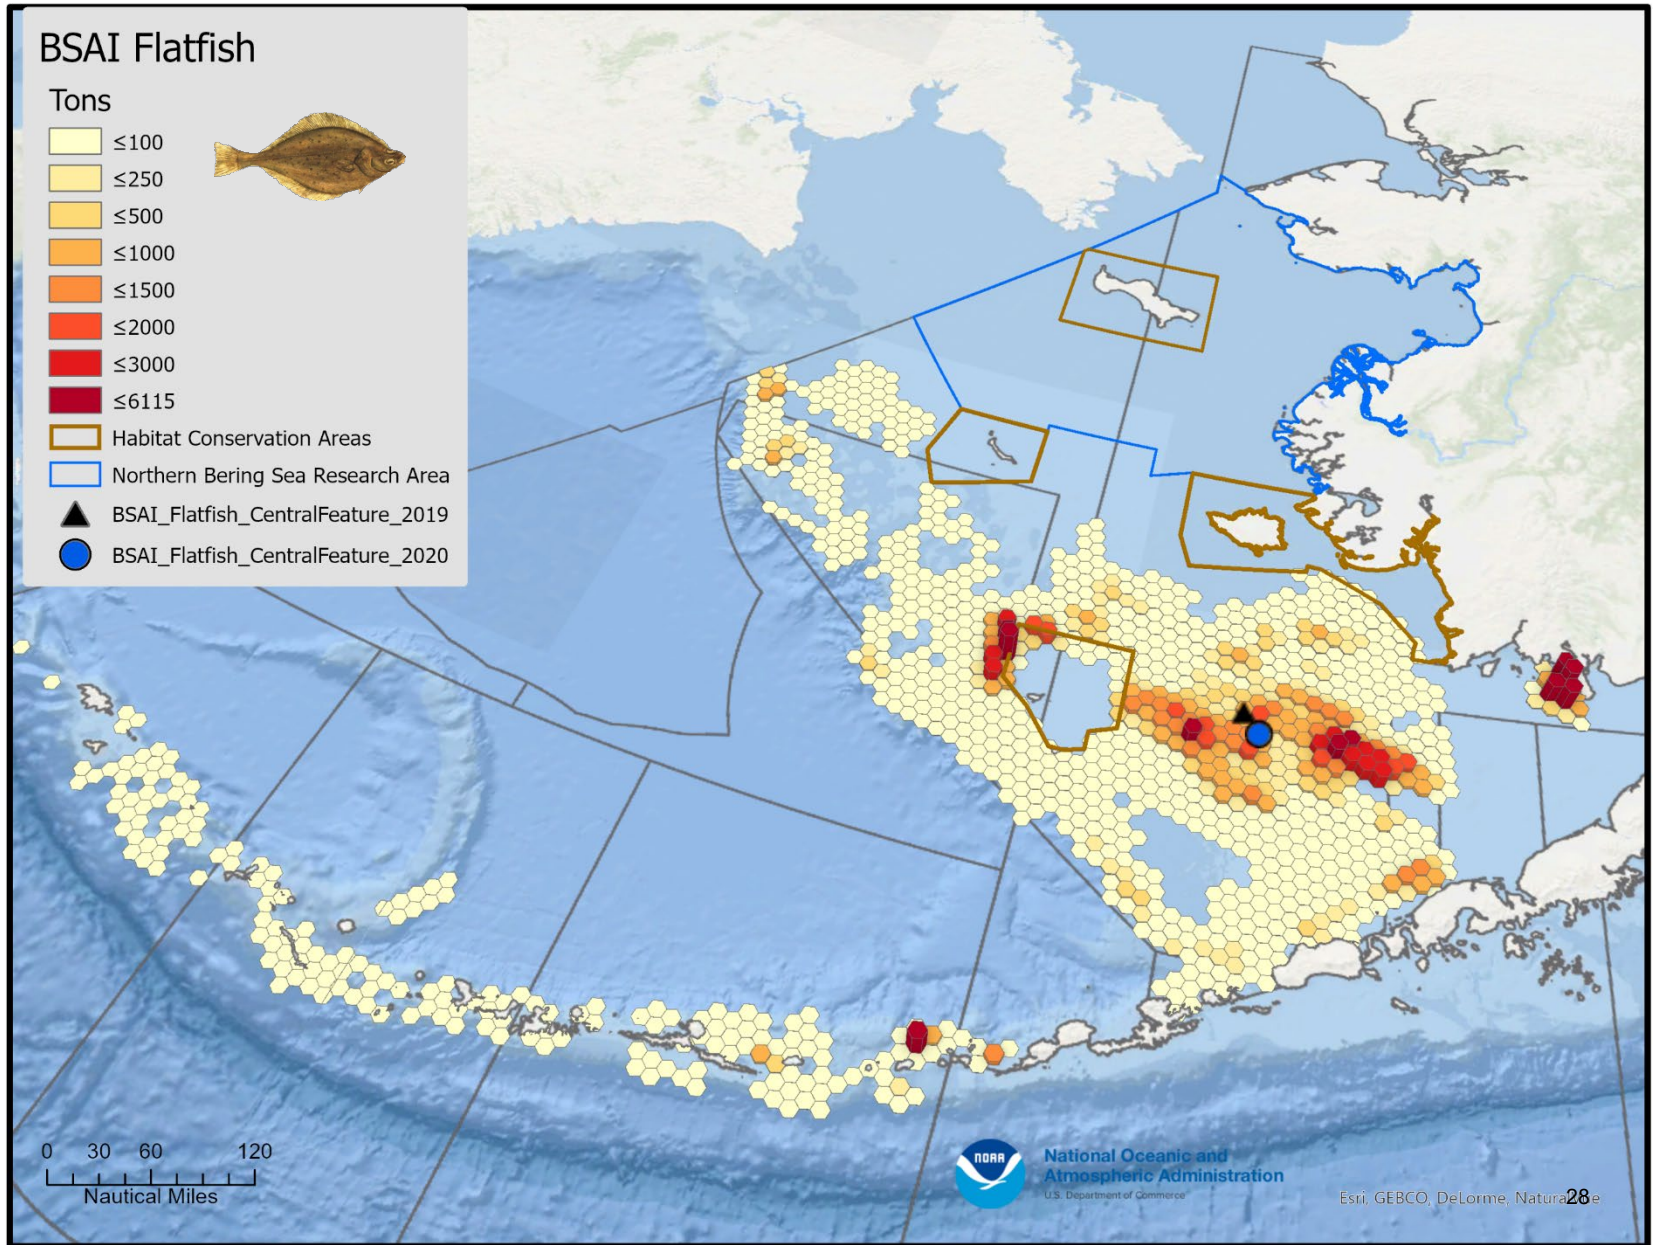 BSAI Flatfish
Tons
≤100
≤250
≤500
≤1000
≤1500
≤2000
≤3000
≤6115
Habitat Conservation Areas
Northern Bering Sea Research Area
BSAI_Flatfish_CentralFeature_2019
BSAI_Flatfish_CentralFeature_2020
0 30 60 120
Nautical Miles
NOAA
National Oceanic and
Atmospheric Administration
U.S. Department of Commerce
Esri, GEBCO, DeLorme, 28